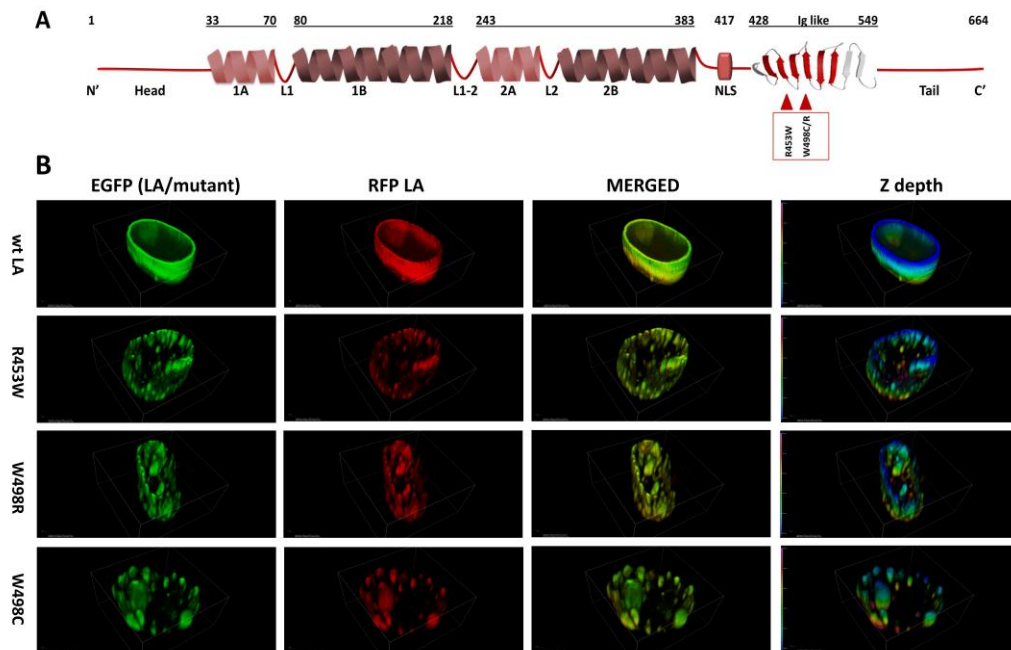 A
1 33 70 80 218 243 383 417 428 Ig like 549 664
N' Head 1A L1 1B L1-2 2A L2 2B NLS Tail C'
R453W
W498C/R
B
EGFP (LA/mutant) RFP LA MERGED Z depth
wt LA
R453W
W498R
W498C